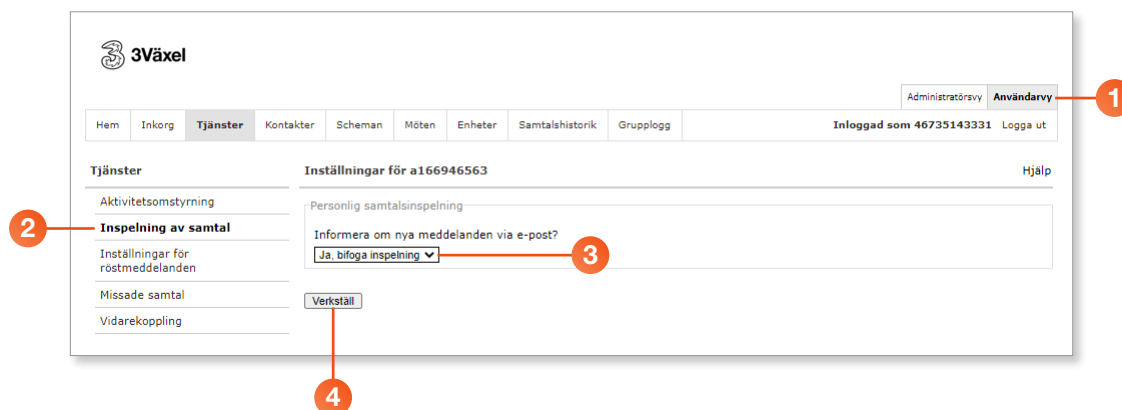 3 3Växel
Administratörsvy Användarvy
1
Hem Inkorg Tjänster Kontakter Scheman Möten Enheter Samtalshistorik Grupplogg Inloggad som 46735143331 Logga ut
Tjänster
Inställningar för a166946563
Hjälp
Aktivitetsomstyrning
2
Inspelning av samtal
Inställningar för
röstmeddelanden
Missade samtal
Vidarekoppling
Personlig samtalsinspelning
Informera om nya meddelanden via e-post?
Ja, bifoga inspelning
3
Verkställ
4